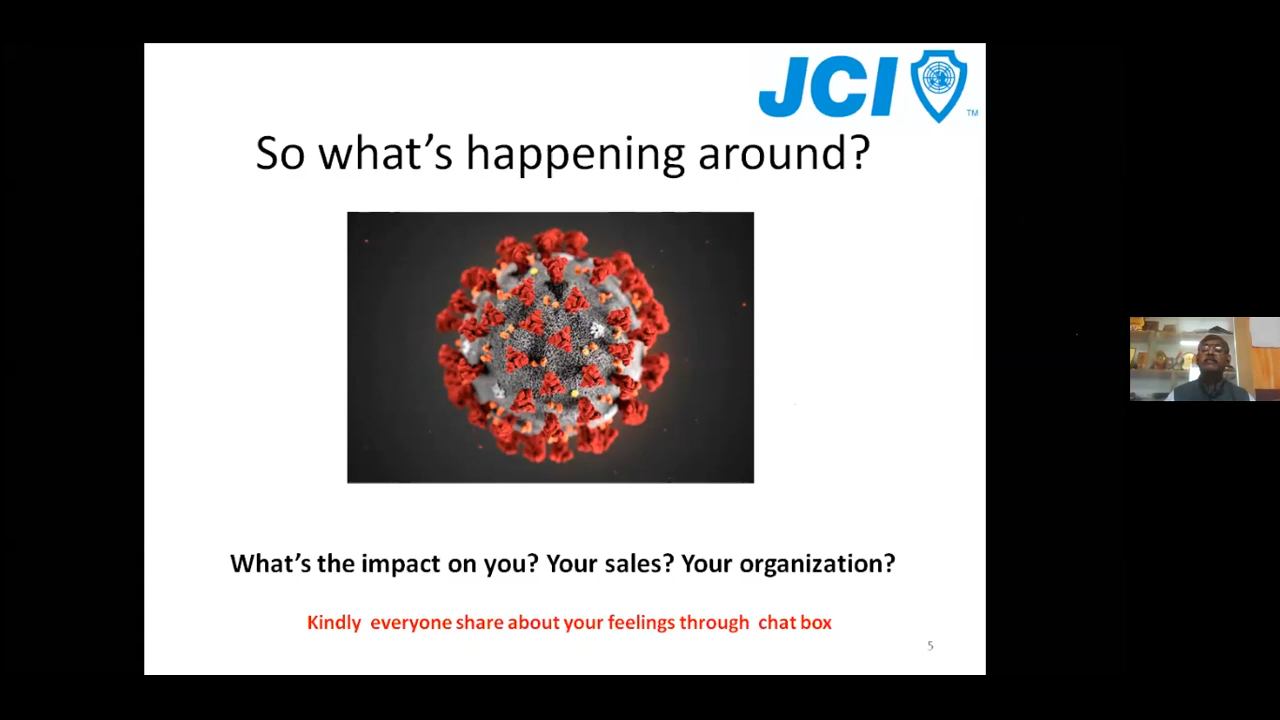 JCI
TM
So what's happening around?
What's the impact on you? Your sales? Your organization?
Kindly everyone share about your feelings through chat box
5